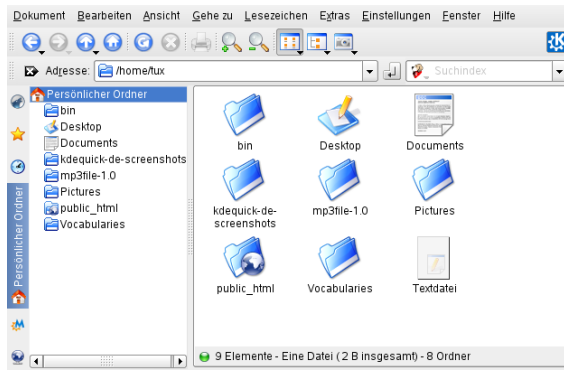 Dokument Bearbeiten Ansicht Gehe zu Lesezeichen Extras Einstellungen Fenster Hilfe
Adresse: /home/tux Suchindex
Persönlicher Ordner
bin
Desktop
Documents
kdequick-de-screenshots
mp3file-1.0
Pictures
public_html
Vocabularies
Persönlicher Ordner
bin Desktop Documents
kdequick-de-
screenshots mp3file-1.0 Pictures
public_html Vocabularies Textdatei
9 Elemente - Eine Datei (2 B insgesamt) - 8 Ordner